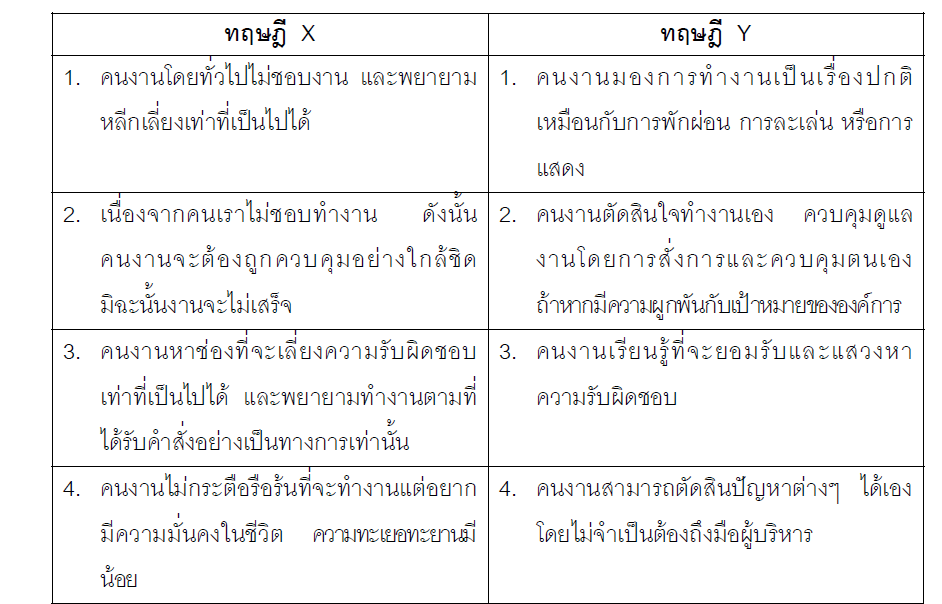 ทฤษฎี X
ทฤษฎี Y
1. คนงานโดยทั่วไปไม่ชอบงาน และพยายาม
หลีกเลี่ยงเท่าที่เป็นไปได้
1. คนงานมองการทำงานเป็นเรื่องปกติ
เหมือนกับการพักผ่อน การละเล่น หรือการ
แสดง
2. เนื่องจากคนเราไม่ชอบทำงาน ดังนั้น
คนงานจะต้องถูกควบคุมอย่างใกล้ชิด
มิฉะนั้นงานจะไม่เสร็จ
2. คนงานตัดสินใจทำงานเอง ควบคุมดูแล
งานโดยการสั่งการและควบคุมตนเอง
ถ้าหากมีความผูกพันกับเป้าหมายขององค์การ
3. คนงานหาช่องที่จะเลี่ยงความรับผิดชอบ
เท่าที่เป็นไปได้ และพยายามทำงานตามที่
ได้รับคำสั่งอย่างเป็นทางการเท่านั้น
3. คนงานเรียนรู้ที่จะยอมรับและแสวงหา
ความรับผิดชอบ
4. คนงานไม่กระตือรือร้นที่จะทำงานแต่อยาก
มีความมั่นคงในชีวิต ความทะเยอทะยานมี
น้อย
4. คนงานสามารถตัดสินปัญหาต่างๆ ได้เอง
โดยไม่จำเป็นต้องถึงมือผู้บริหาร